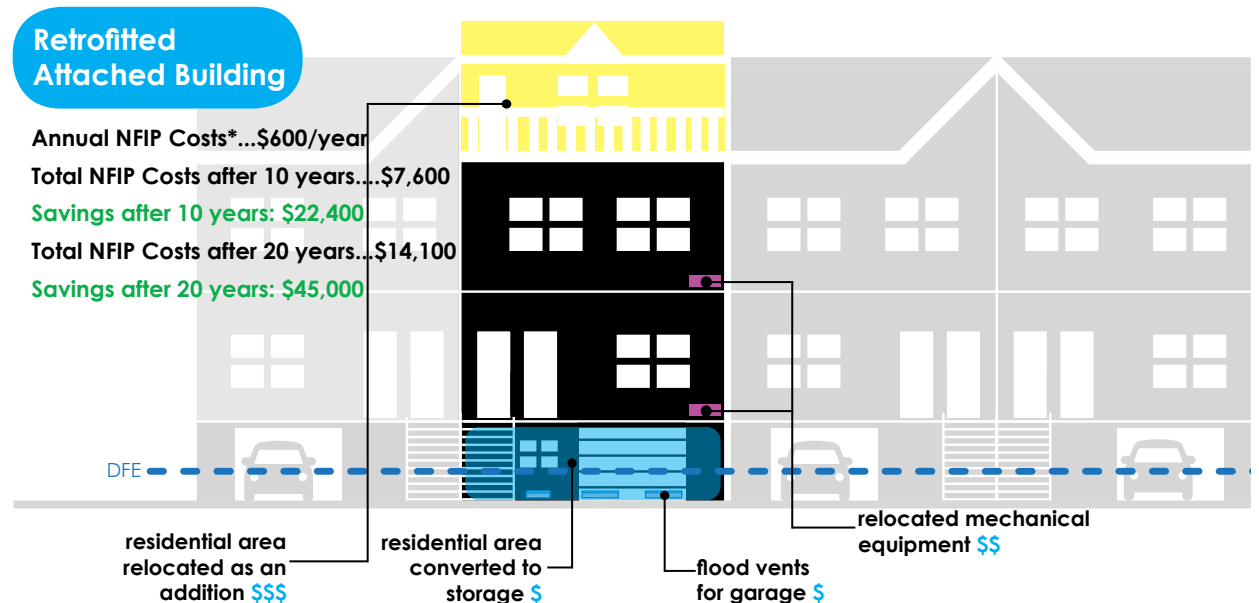 Retrofitted
Attached Building
Annual NFIP Costs*...$600/year
Total NFIP Costs after 10 years....$7,600
Savings after 10 years: $22,400
Total NFIP Costs after 20 years...$14,100
Savings after 20 years: $45,000
DFE
residential area
relocated as an
addition $$$
residential area
converted to
storage $
flood vents
for garage $
relocated mechanical
equipment $$